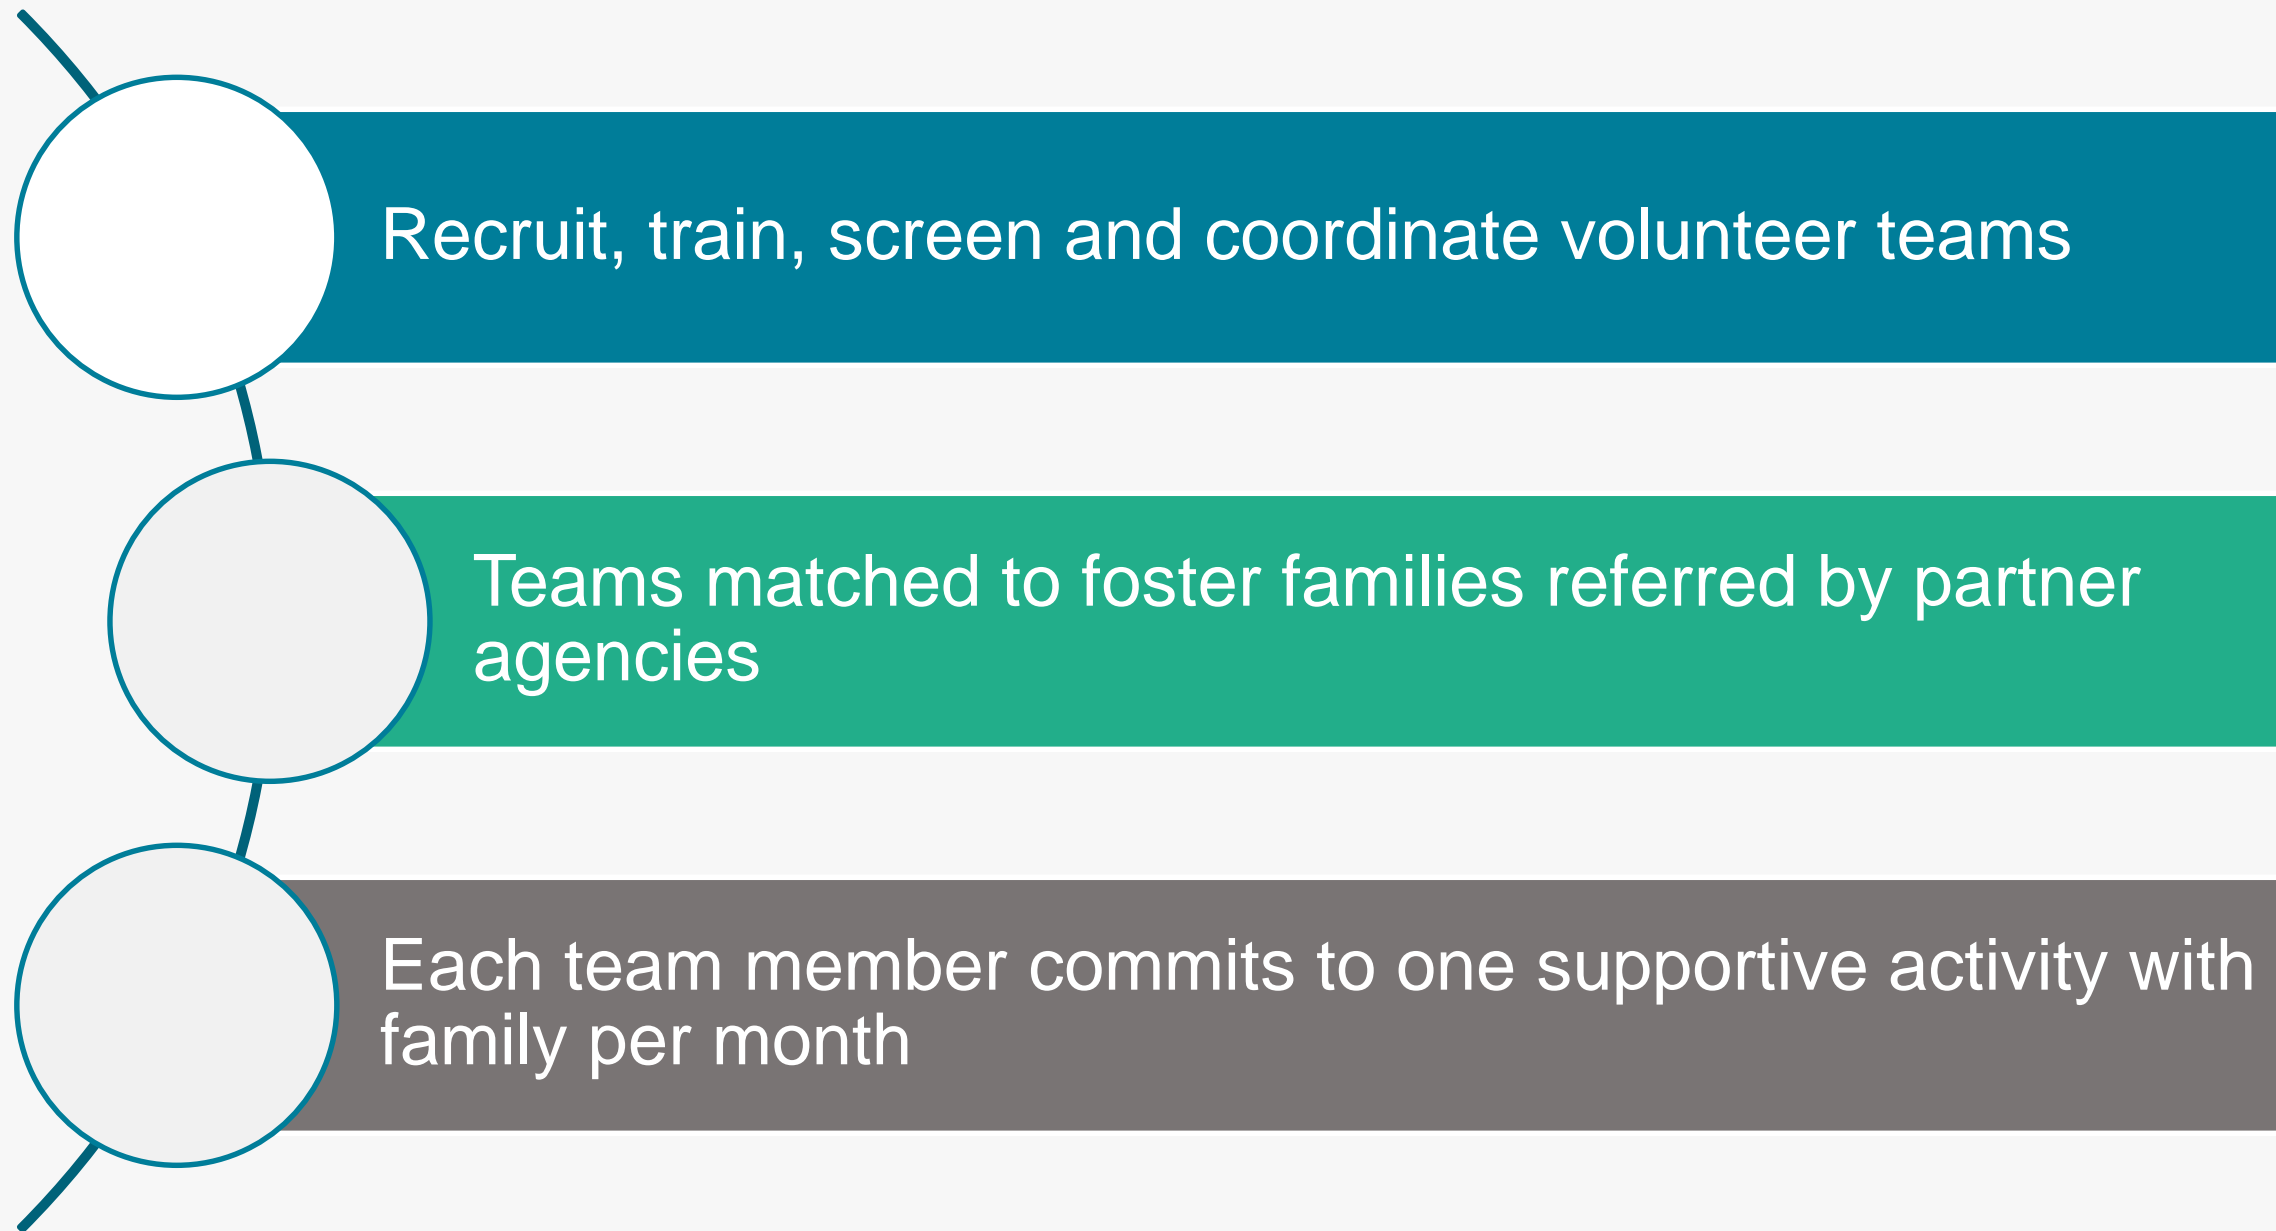 Recruit, train, screen and coordinate volunteer teams
Teams matched to foster families referred by partner
agencies
Each team member commits to one supportive activity with
family per month